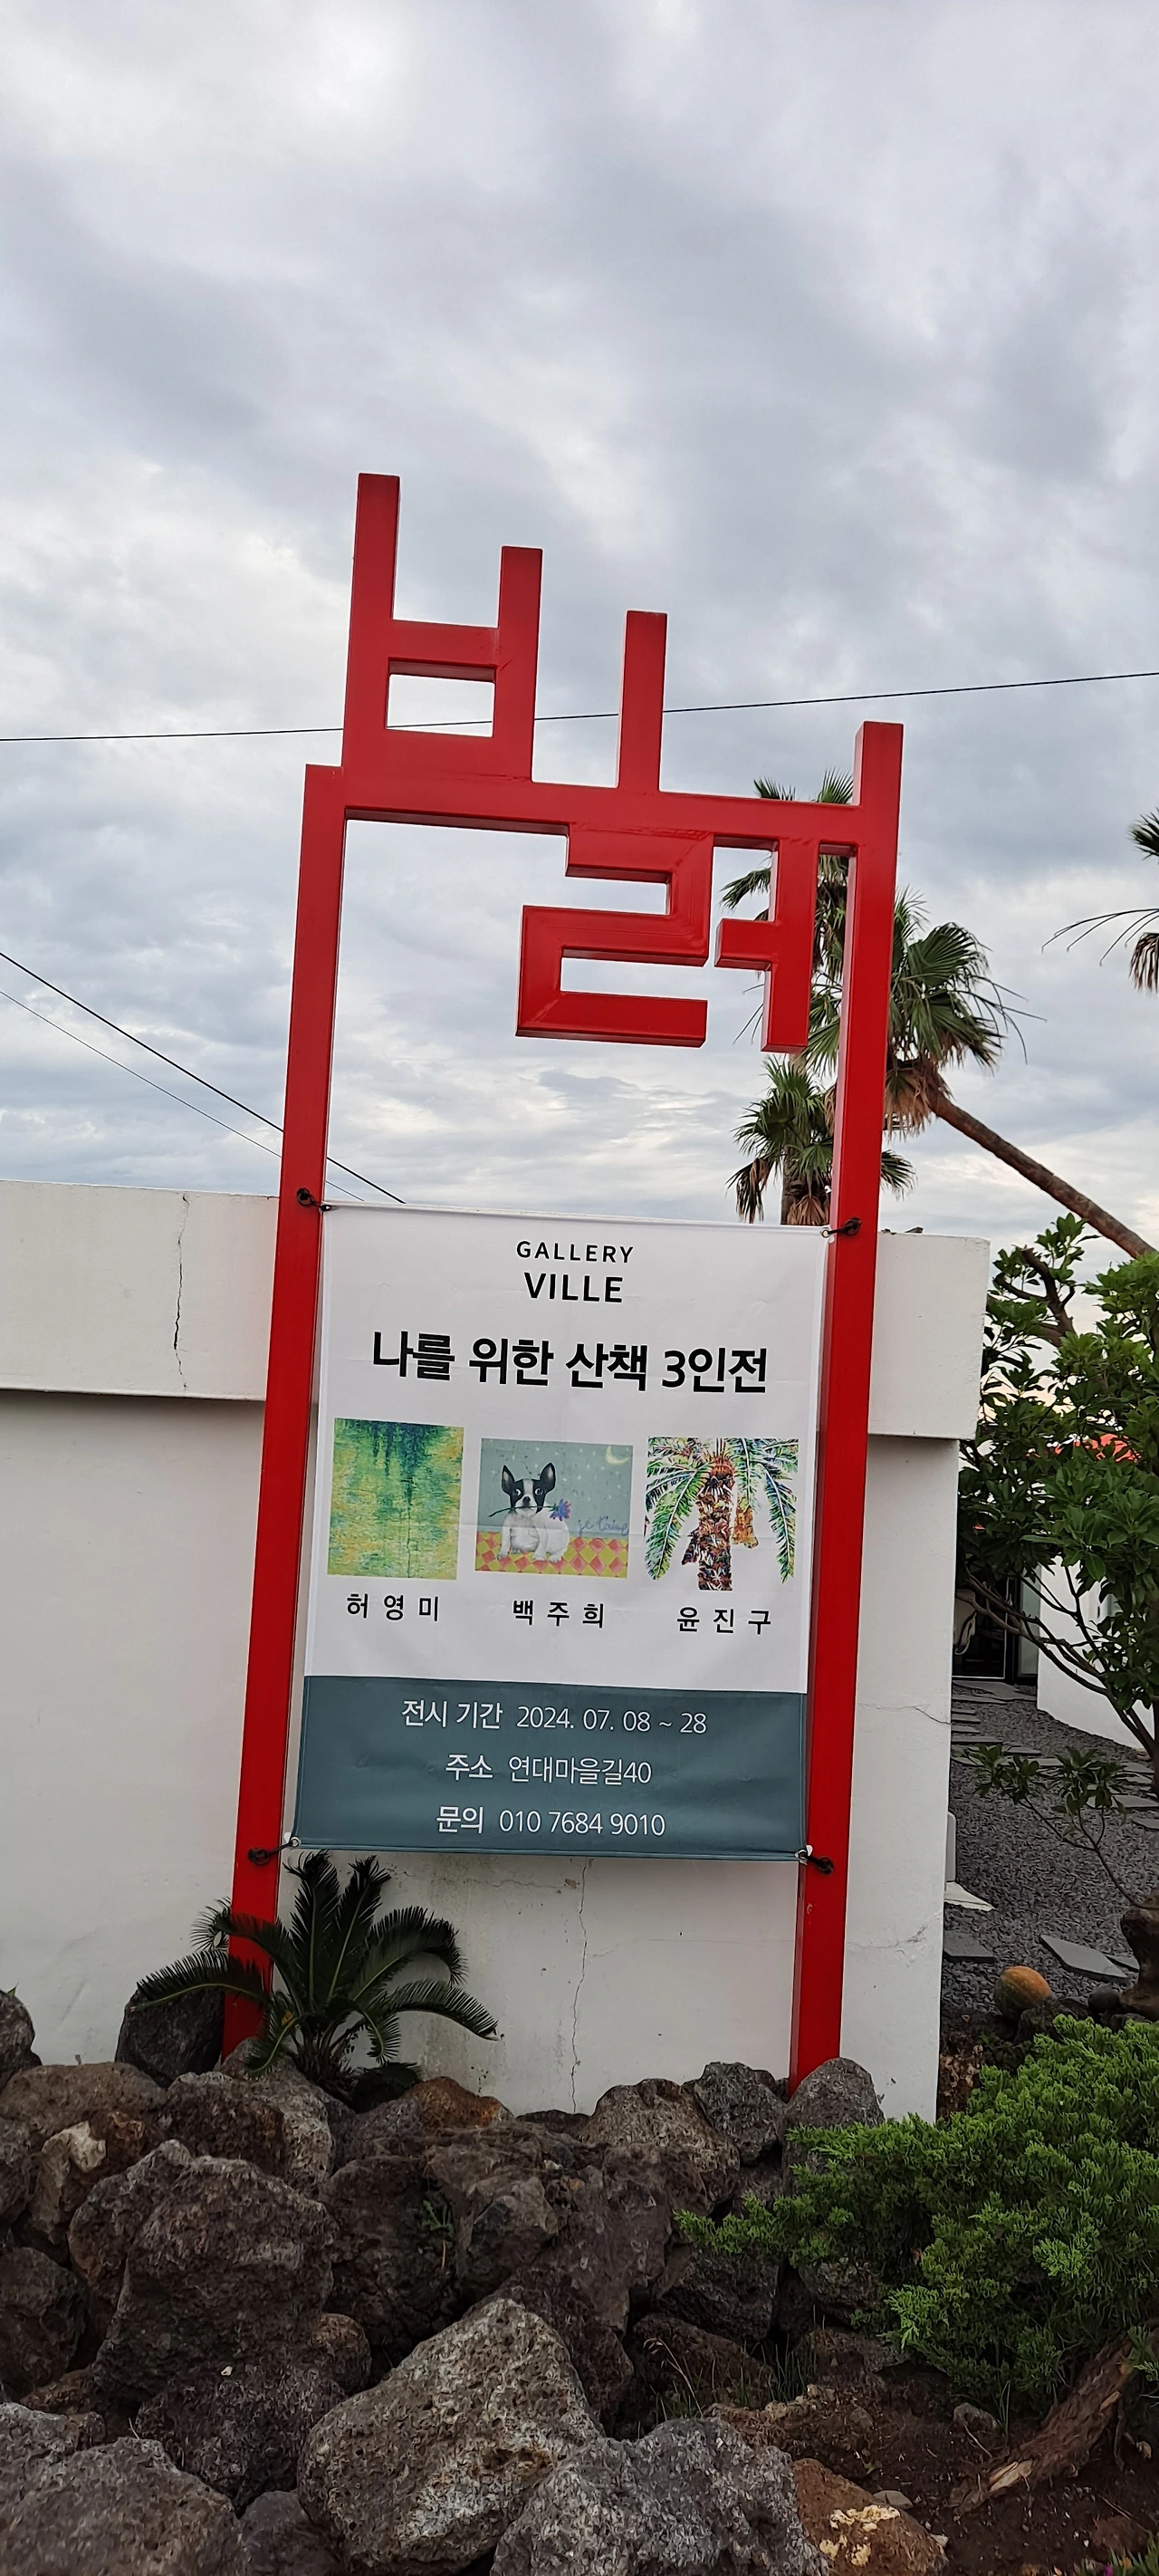 빌레
GALLERY
VILLE
나를 위한 산책 3인전
je t'aime
허영미 백주희 윤진구
전시 기간 2024. 07. 08 ~ 28
주소 연대마을길40
문의 010 7684 9010